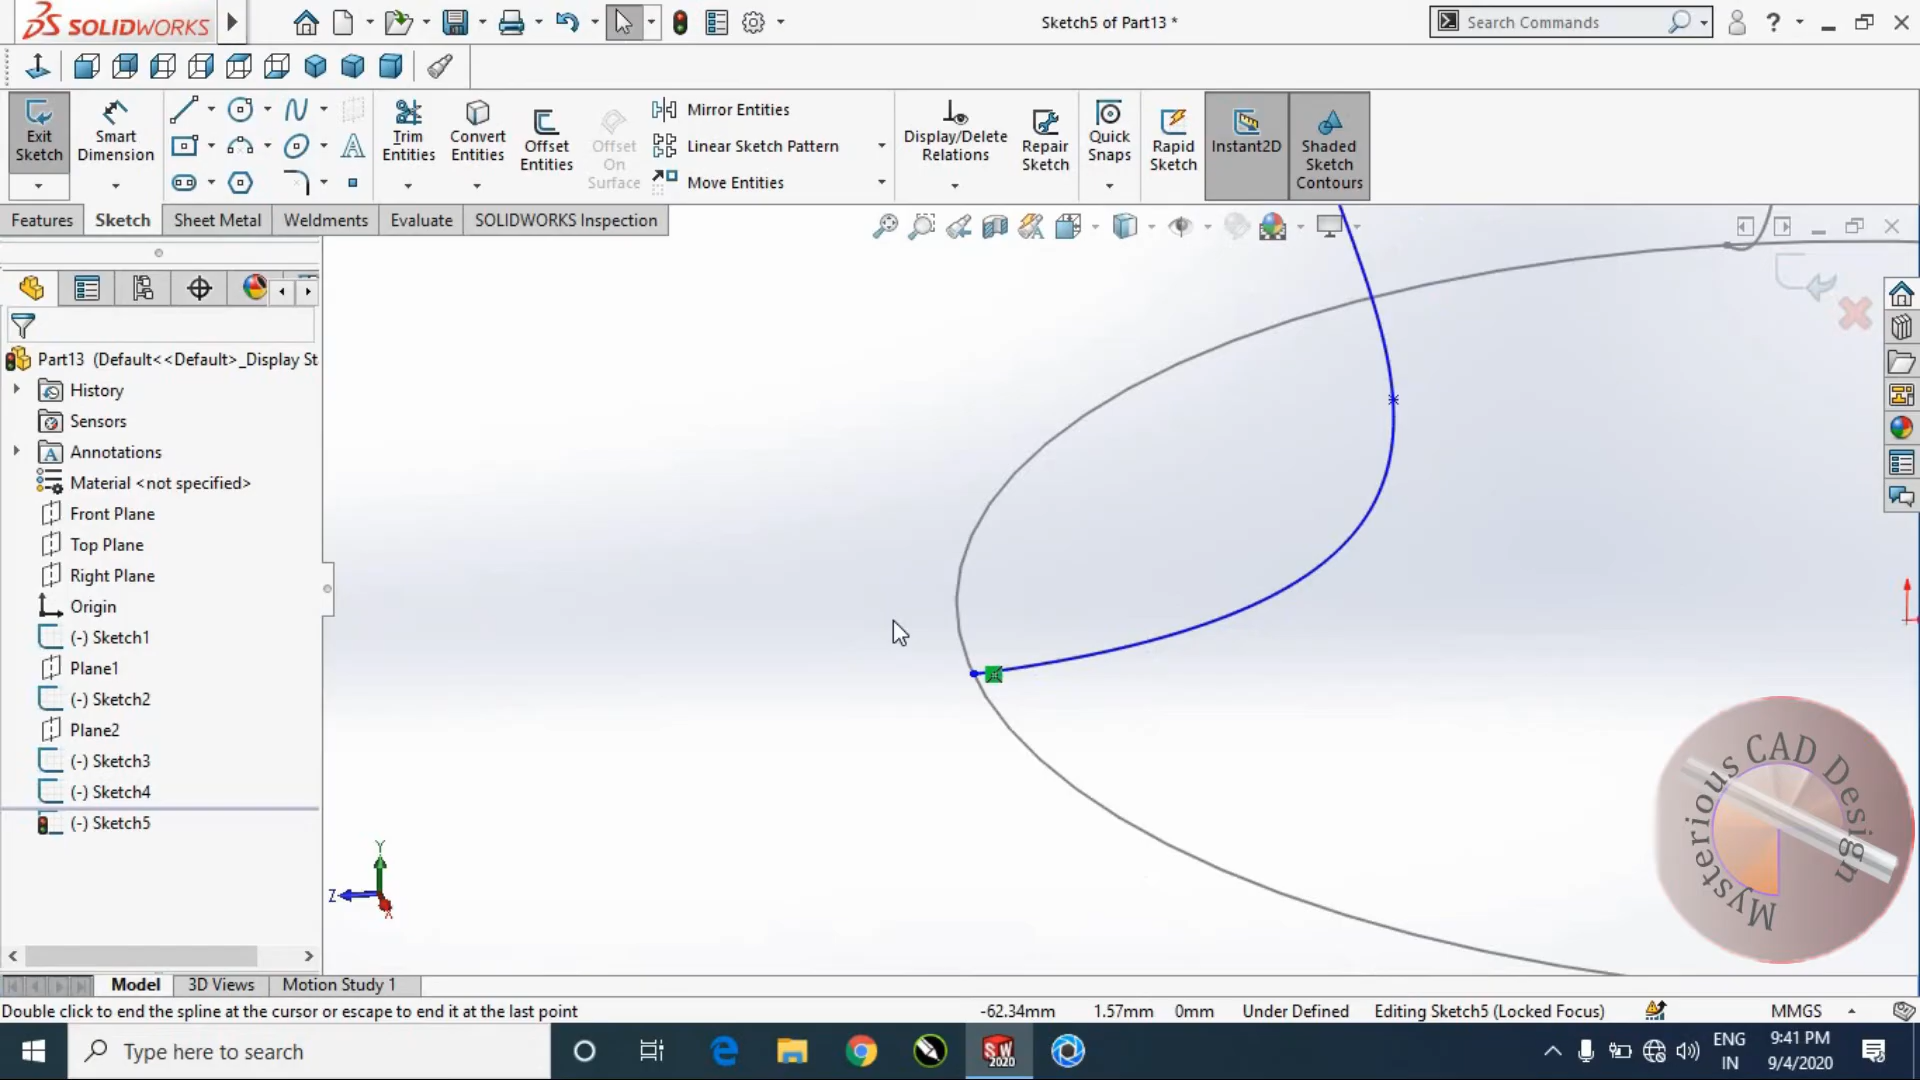 SOLIDWORKS
Sketch5 of Part13 *
Search Commands
Exit Sketch
Smart Dimension
Trim Entities
Convert Entities
Offset Entities
Offset On Surface
Mirror Entities
Linear Sketch Pattern
Move Entities
Display/Delete Relations
Repair Sketch
Quick Snaps
Rapid Sketch
Instant2D
Shaded Sketch Contours
Features
Sketch
Sheet Metal
Weldments
Evaluate
SOLIDWORKS Inspection
Part13 (Default<<Default>_Display St
History
Sensors
Annotations
Material <not specified>
Front Plane
Top Plane
Right Plane
Origin
(-) Sketch1
Plane1
(-) Sketch2
Plane2
(-) Sketch3
(-) Sketch4
(-) Sketch5
Y
Z
X
Mysterious CAD Design
Model
3D Views
Motion Study 1
Double click to end the spline at the cursor or escape to end it at the last point
-62.34mm
1.57mm
0mm
Under Defined
Editing Sketch5 (Locked Focus)
MMGS
Type here to search
SW
2020
ENG
IN
9:41 PM
9/4/2020